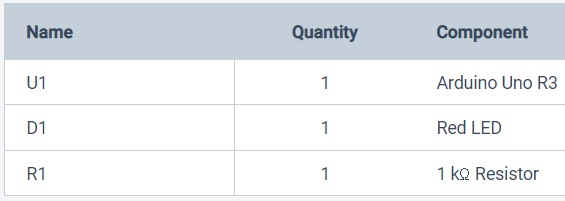 Name Quantity Component
U1 1 Arduino Uno R3
D1 1 Red LED
R1 1 1 kΩ Resistor